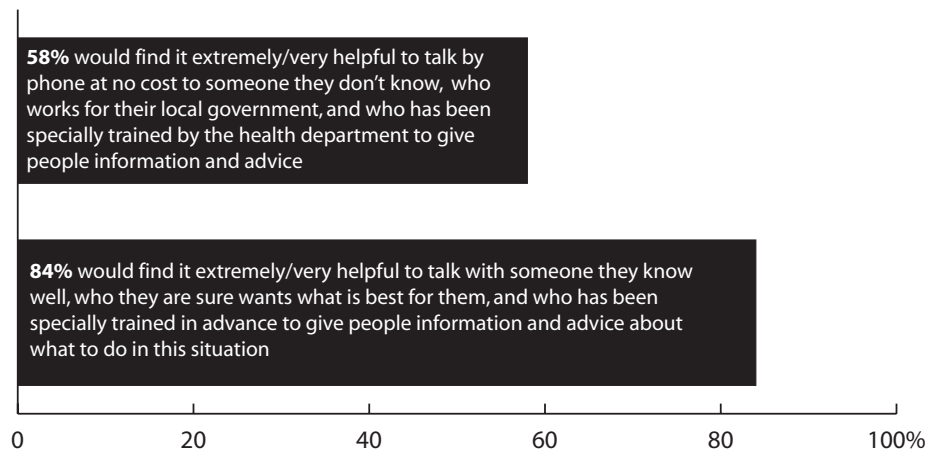 58% would find it extremely/very helpful to talk by
phone at no cost to someone they don't know, who
works for their local government, and who has been
specially trained by the health department to give
people information and advice
84% would find it extremely/very helpful to talk with someone they know
well, who they are sure wants what is best for them, and who has been
specially trained in advance to give people information and advice about
what to do in this situation
0 20 40 60 80 100%